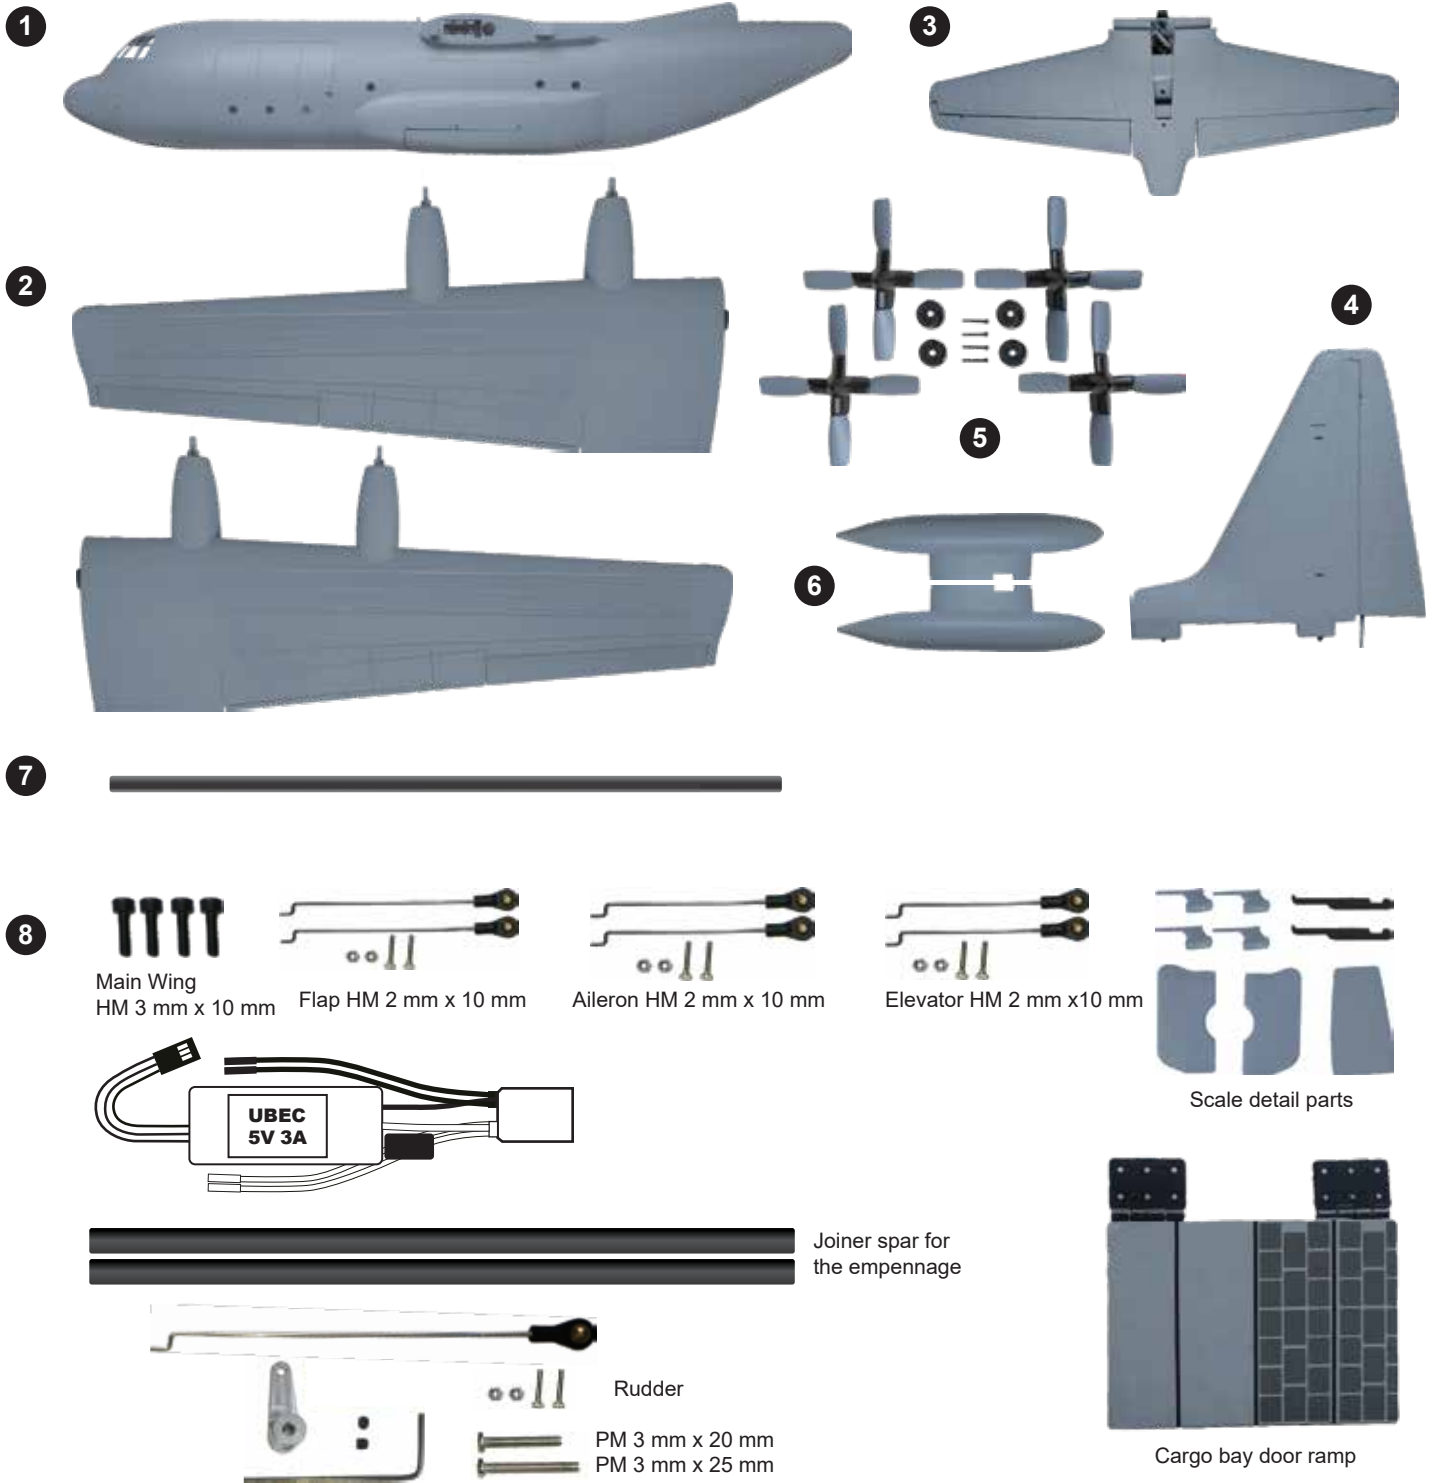 1
3
2
4
5
6
7
8
Main Wing
HM 3 mm x 10 mm
Flap HM 2 mm x 10 mm
Aileron HM 2 mm x 10 mm
Elevator HM 2 mm x10 mm
Scale detail parts
UBEC
5V 3A
Joiner spar for
the empennage
Rudder
PM 3 mm x 20 mm
PM 3 mm x 25 mm
Cargo bay door ramp